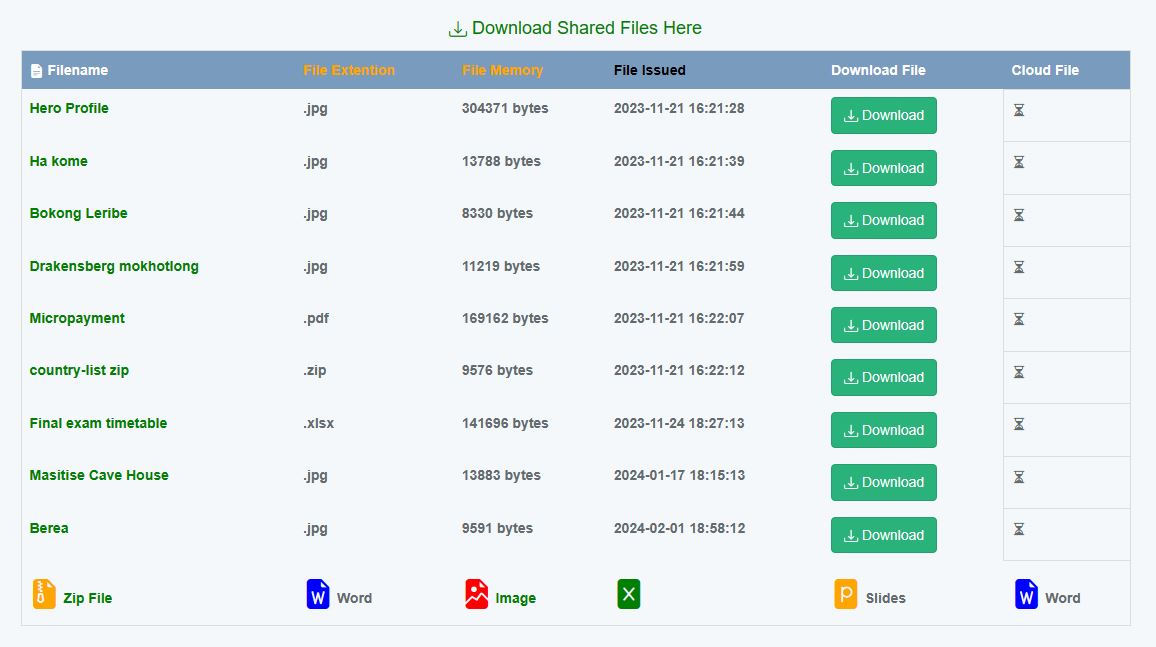 Download Shared Files Here
Filename File Extention File Memory File Issued Download File Cloud File
Hero Profile .jpg 304371 bytes 2023-11-21 16:21:28 Download
Ha kome .jpg 13788 bytes 2023-11-21 16:21:39 Download
Bokong Leribe .jpg 8330 bytes 2023-11-21 16:21:44 Download
Drakensberg mokhotlong .jpg 11219 bytes 2023-11-21 16:21:59 Download
Micropayment .pdf 169162 bytes 2023-11-21 16:22:07 Download
country-list zip .zip 9576 bytes 2023-11-21 16:22:12 Download
Final exam timetable .xlsx 141696 bytes 2023-11-24 18:27:13 Download
Masitise Cave House .jpg 13883 bytes 2024-01-17 18:15:13 Download
Berea .jpg 9591 bytes 2024-02-01 18:58:12 Download
Zip File W Word Image X P Slides W Word